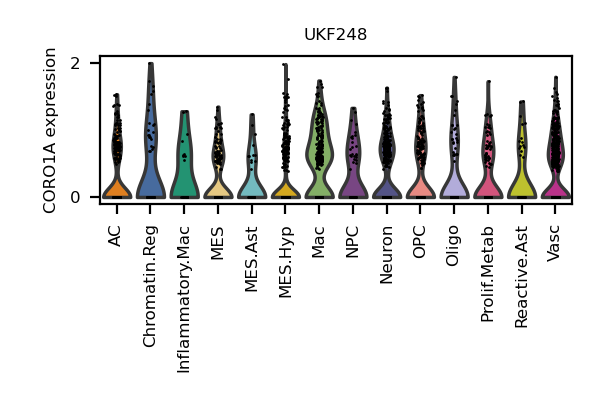 UKF248
CORO1A expression
2
0
AC
Chromatin.Reg
Inflammatory.Mac
MES
MES.Ast
MES.Hyp
Mac
NPC
Neuron
OPC
Oligo
Prolif.Metab
Reactive.Ast
Vasc